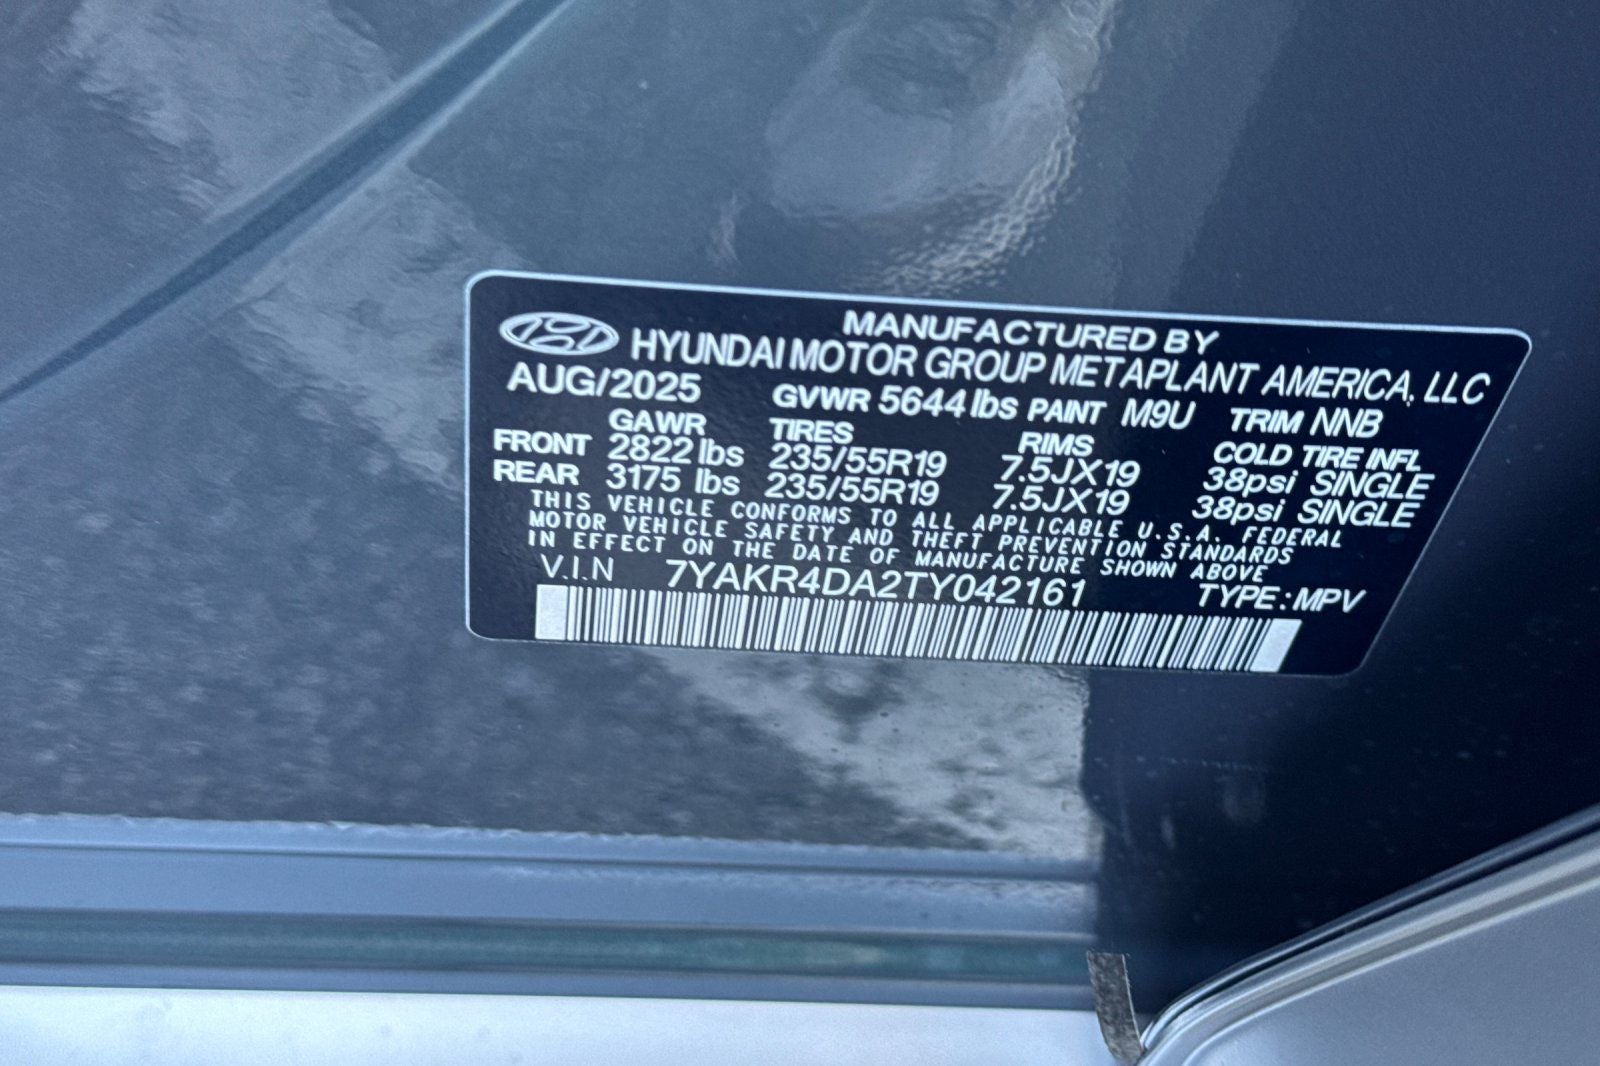 MANUFACTURED BY
HYUNDAI MOTOR GROUP METAPLANT AMERICA, LLC
AUG/2025 GVWR 5644 lbs PAINT M9U TRIM NNB
GAWR TIRES RIMS COLD TIRE INFL
FRONT 2822 lbs 235/55R19 7.5JX19 38psi SINGLE
REAR 3175 lbs 235/55R19 7.5JX19 38psi SINGLE
THIS VEHICLE CONFORMS TO ALL APPLICABLE U.S.A. FEDERAL
MOTOR VEHICLE SAFETY AND THEFT PREVENTION STANDARDS
IN EFFECT ON THE DATE OF MANUFACTURE SHOWN ABOVE
V.I.N 7YAKR4DA2TY042161 TYPE:MPV